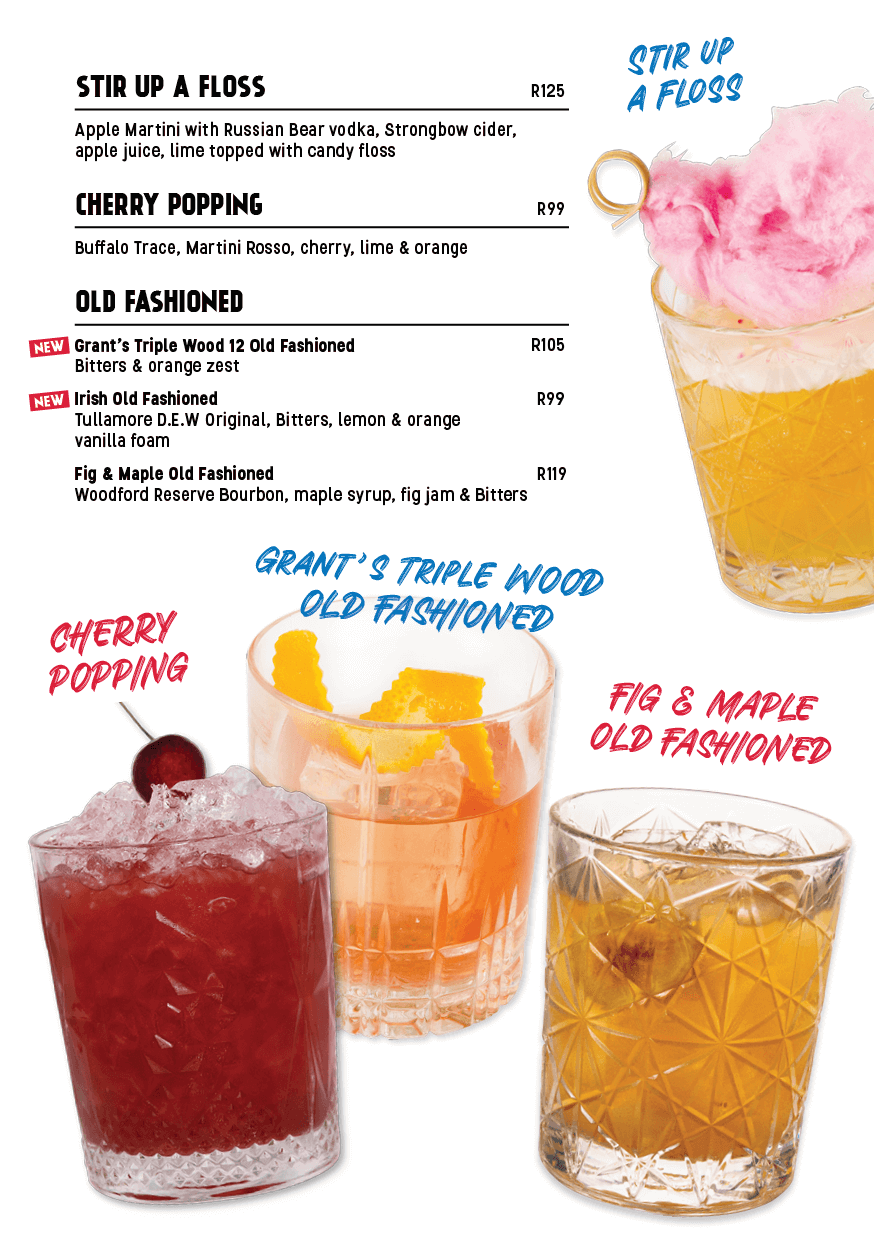 STIR UP A FLOSS R125
Apple Martini with Russian Bear vodka, Strongbow cider,
apple juice, lime topped with candy floss
CHERRY POPPING R99
Buffalo Trace, Martini Rosso, cherry, lime & orange
OLD FASHIONED
NEW Grant's Triple Wood 12 Old Fashioned R105
Bitters & orange zest
NEW Irish Old Fashioned R99
Tullamore D.E.W Original, Bitters, lemon & orange
vanilla foam
Fig & Maple Old Fashioned R119
Woodford Reserve Bourbon, maple syrup, fig jam & Bitters
STIR UP
A FLOSS
GRANT'S TRIPLE WOOD
OLD FASHIONED
CHERRY
POPPING
FIG & MAPLE
OLD FASHIONED